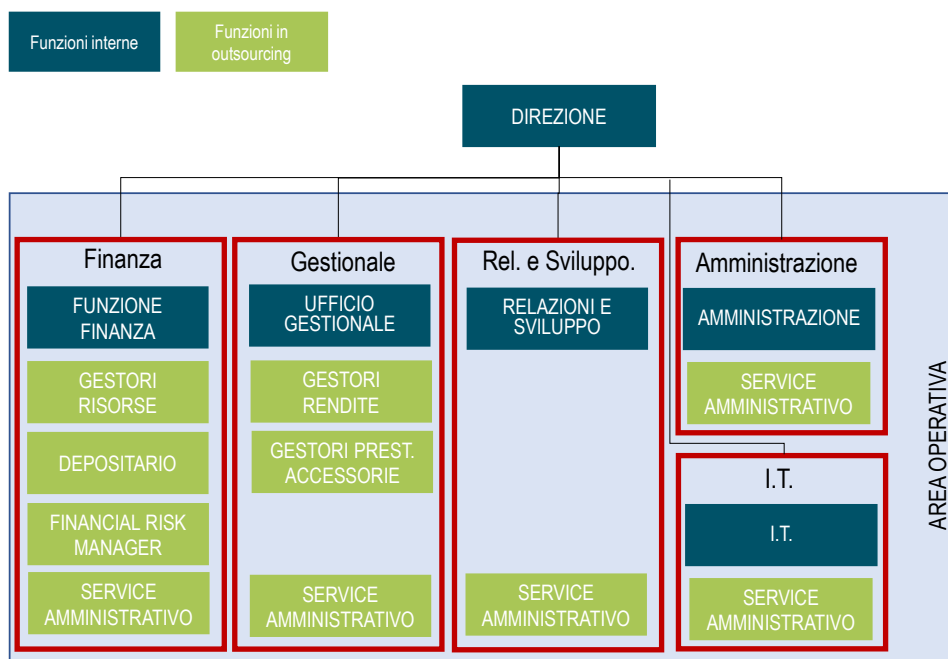 Funzioni interne
Funzioni in
outsourcing
DIREZIONE
Finanza
FUNZIONE
FINANZA
GESTORI
RISORSE
DEPOSITARIO
FINANCIAL RISK
MANAGER
SERVICE
AMMINISTRATIVO
Gestionale
UFFICIO
GESTIONALE
GESTORI
RENDITE
GESTORI PREST.
ACCESSORIE
SERVICE
AMMINISTRATIVO
Rel. e Sviluppo.
RELAZIONI E
SVILUPPO
SERVICE
AMMINISTRATIVO
Amministrazione
AMMINISTRAZIONE
SERVICE
AMMINISTRATIVO
I.T.
I.T.
SERVICE
AMMINISTRATIVO
AREA OPERATIVA